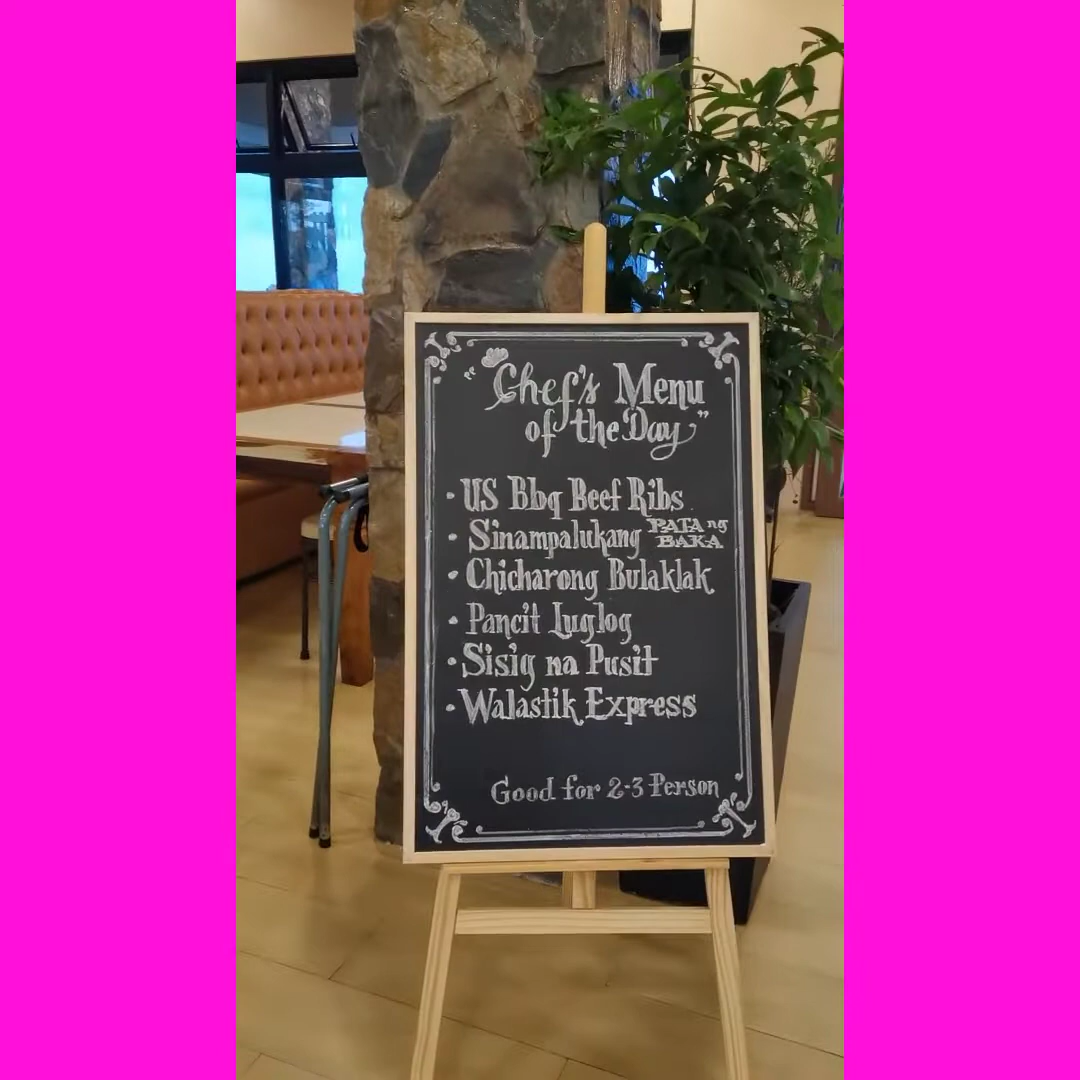 "Chef's Menu
of the Day"
• US Bbq Beef Ribs
• Sinampalukang PATA ng BAKA
• Chicharong Bulaklak
• Pancit Luglog
• Sisig na Pusit
• Walastik Express
Good for 2-3 Person